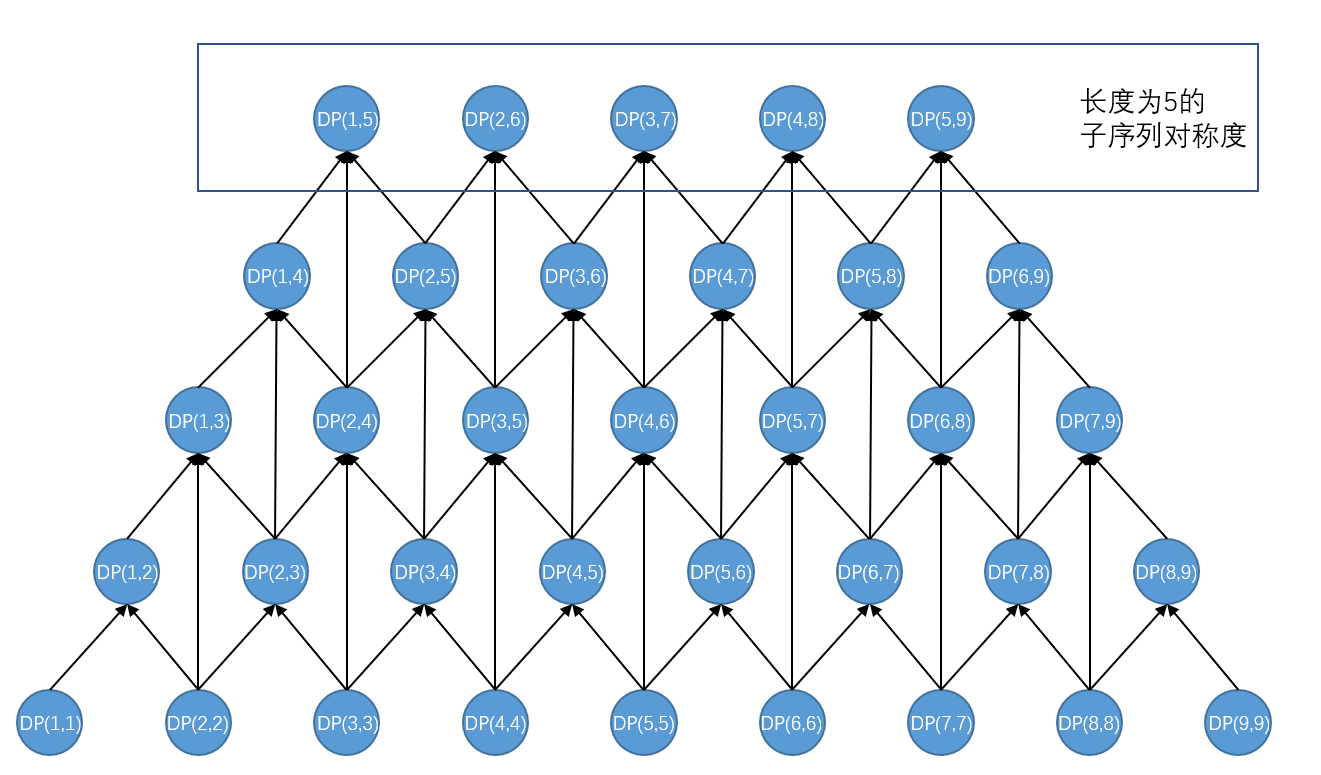 DP(1,5) DP(2,6) DP(3,7) DP(4,8) DP(5,9)
长度为5的
子序列对称度
DP(1,4) DP(2,5) DP(3,6) DP(4,7) DP(5,8) DP(6,9)
DP(1,3) DP(2,4) DP(3,5) DP(4,6) DP(5,7) DP(6,8) DP(7,9)
DP(1,2) DP(2,3) DP(3,4) DP(4,5) DP(5,6) DP(6,7) DP(7,8) DP(8,9)
DP(1,1) DP(2,2) DP(3,3) DP(4,4) DP(5,5) DP(6,6) DP(7,7) DP(8,8) DP(9,9)